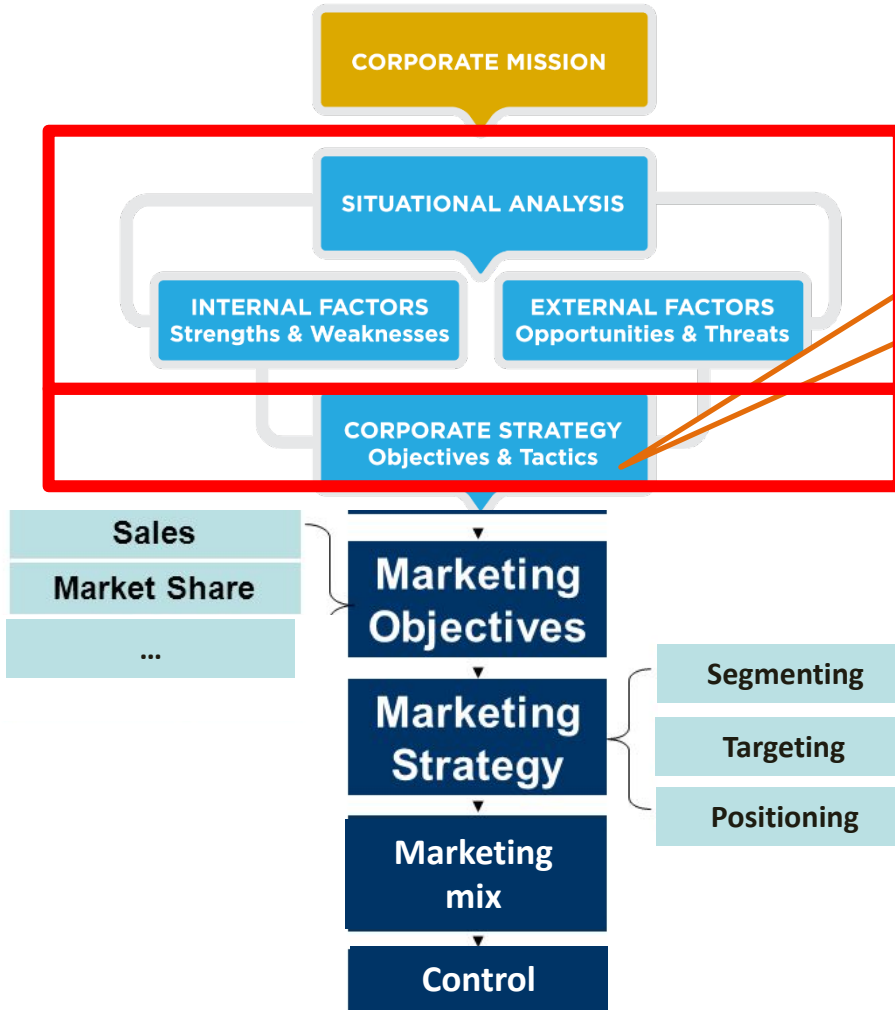 CORPORATE MISSION
SITUATIONAL ANALYSIS
INTERNAL FACTORS
Strengths & Weaknesses
EXTERNAL FACTORS
Opportunities & Threats
CORPORATE STRATEGY
Objectives & Tactics
Sales
Market Share
...
Marketing
Objectives
Marketing
Strategy
Segmenting
Targeting
Positioning
Marketing
mix
Control